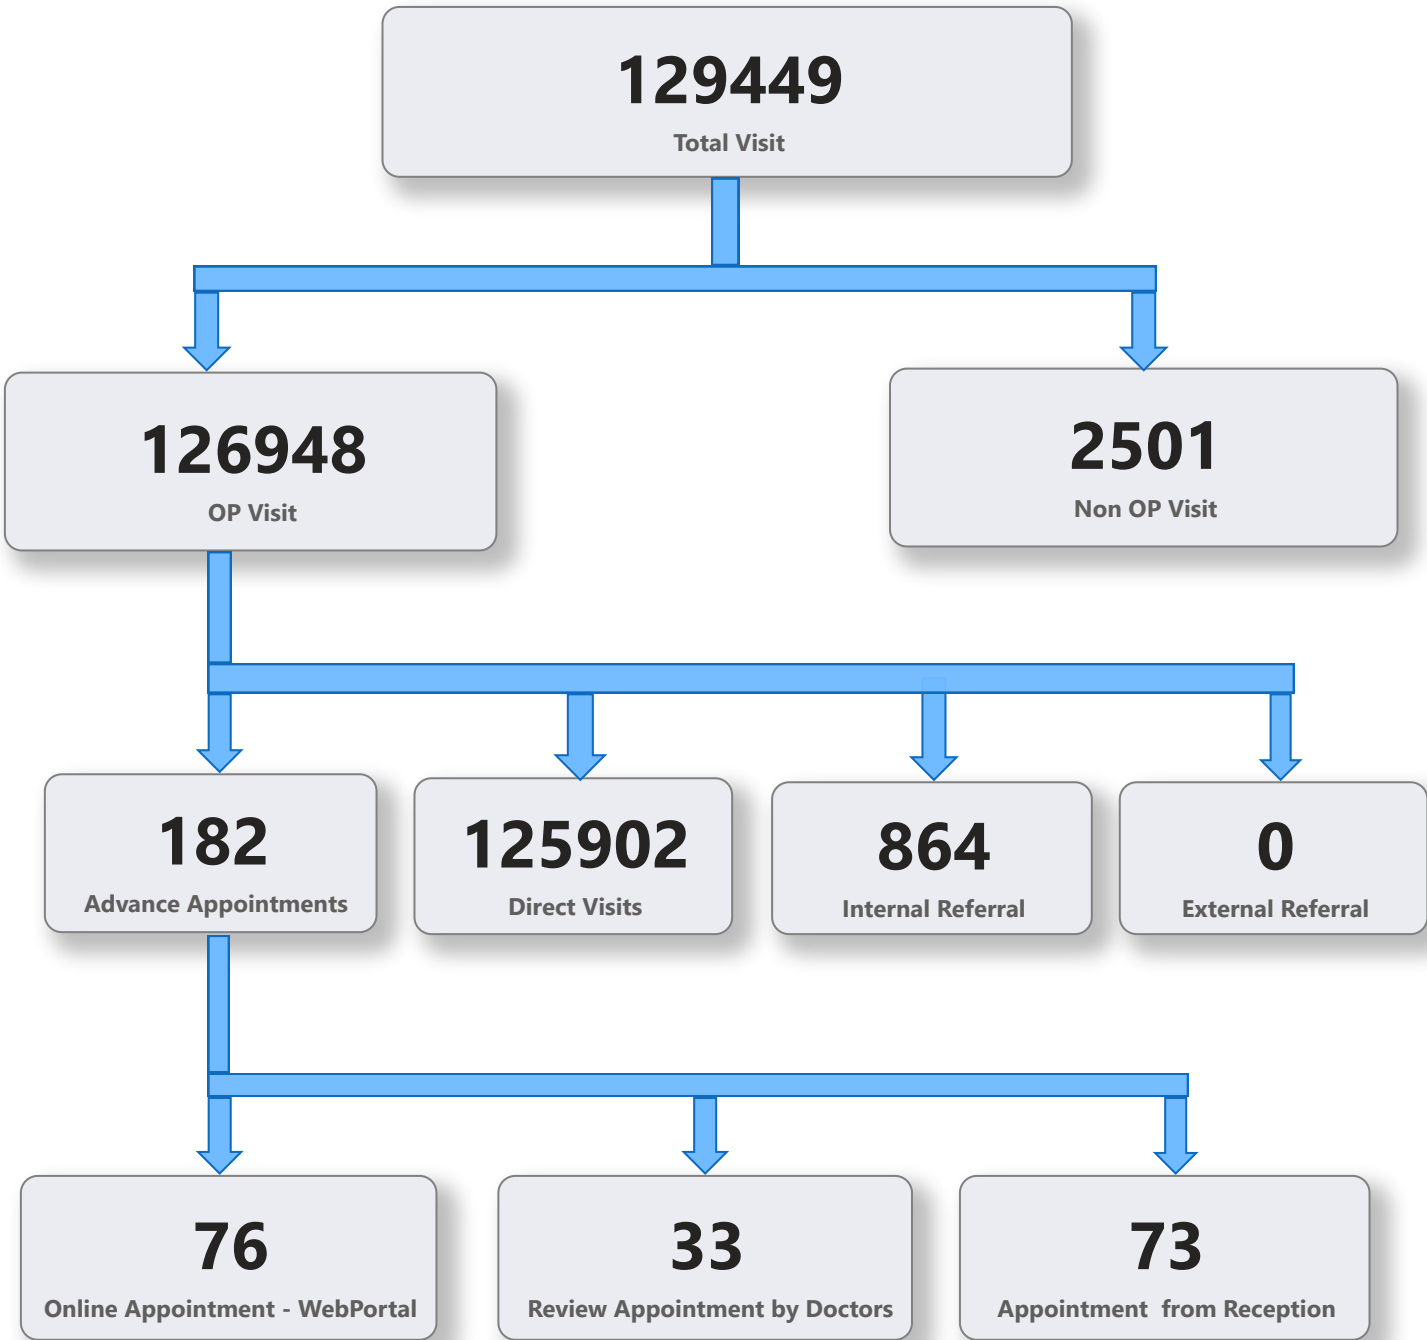 129449
Total Visit
126948
OP Visit
2501
Non OP Visit
182
Advance Appointments
125902
Direct Visits
864
Internal Referral
0
External Referral
76
Online Appointment - WebPortal
33
Review Appointment by Doctors
73
Appointment  from Reception